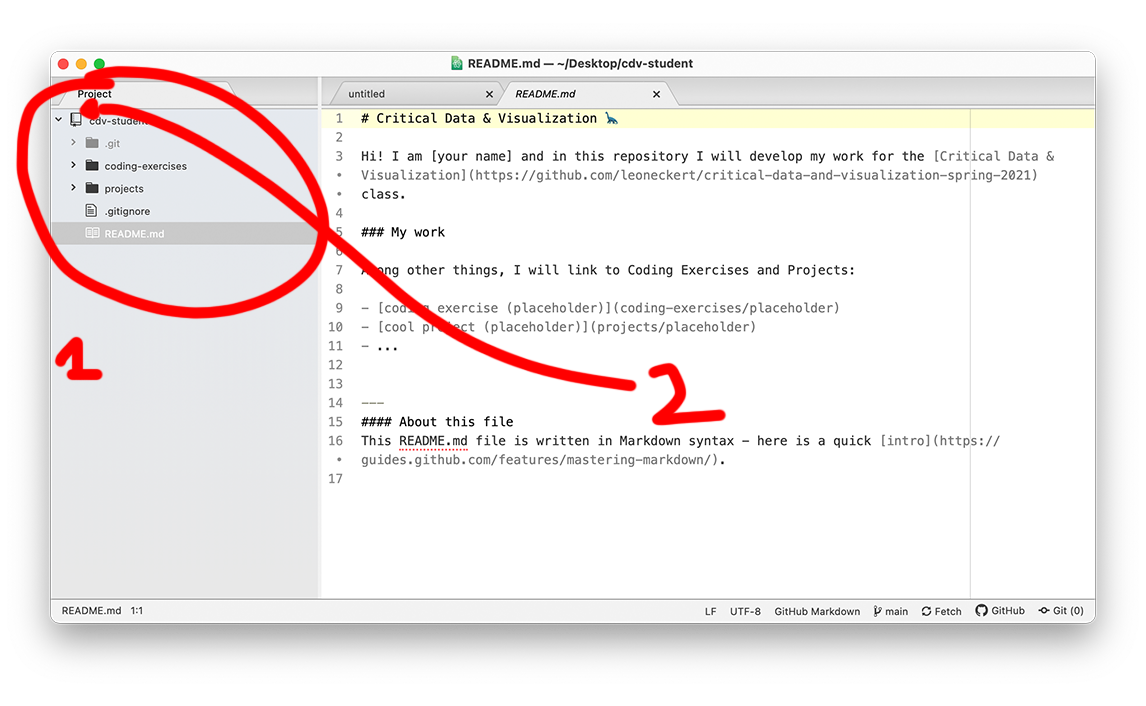 README.md — ~/Desktop/cdv-student
Project
untitled
README.md
cdv-student
.git
coding-exercises
projects
.gitignore
README.md
1 # Critical Data & Visualization 🦕
2
3 Hi! I am [your name] and in this repository I will develop my work for the [Critical Data &
• Visualization](https://github.com/leoneckert/critical-data-and-visualization-spring-2021)
• class.
4
5 ### My work
6
7 Among other things, I will link to Coding Exercises and Projects:
8
9 - [coding exercise (placeholder)](coding-exercises/placeholder)
10 - [cool project (placeholder)](projects/placeholder)
11 - ...
12
13
14 ---
15 #### About this file
16 This README.md file is written in Markdown syntax - here is a quick [intro](https://
• guides.github.com/features/mastering-markdown/).
17
1
2
README.md 1:1
LF UTF-8 GitHub Markdown main Fetch GitHub Git (0)